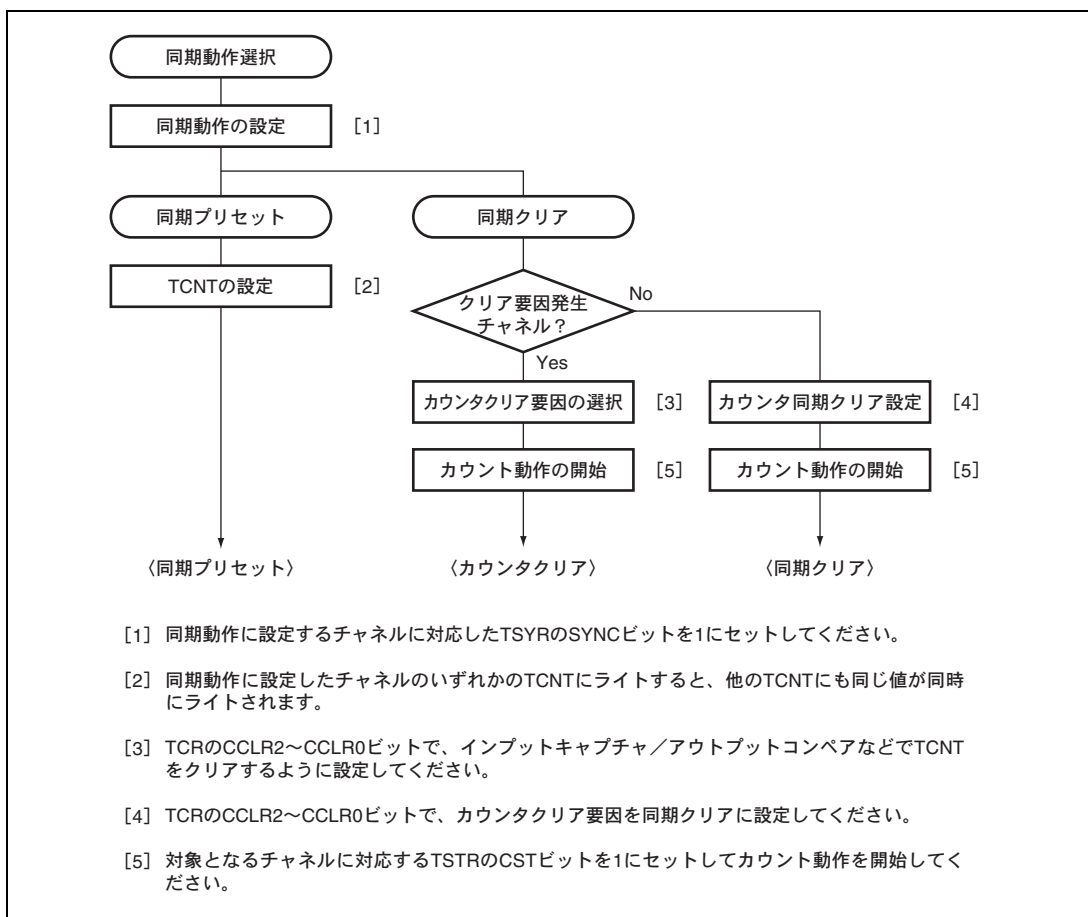 同期動作選択
同期動作の設定 [1]
同期プリセット 同期クリア
TCNTの設定 [2]
クリア要因発生
チャネル？
No
Yes
カウンタクリア要因の選択 [3] カウンタ同期クリア設定 [4]
カウント動作の開始 [5] カウント動作の開始 [5]
〈同期プリセット〉 〈カウンタクリア〉 〈同期クリア〉
[1] 同期動作に設定するチャネルに対応したTSYRのSYNCビットを1にセットしてください。
[2] 同期動作に設定したチャネルのいずれかのTCNTにライトすると、他のTCNTにも同じ値が同時
にライトされます。
[3] TCRのCCLR2～CCLR0ビットで、インプットキャプチャ／アウトプットコンペアなどでTCNT
をクリアするように設定してください。
[4] TCRのCCLR2～CCLR0ビットで、カウンタクリア要因を同期クリアに設定してください。
[5] 対象となるチャネルに対応するTSTRのCSTビットを1にセットしてカウント動作を開始してく
ださい。